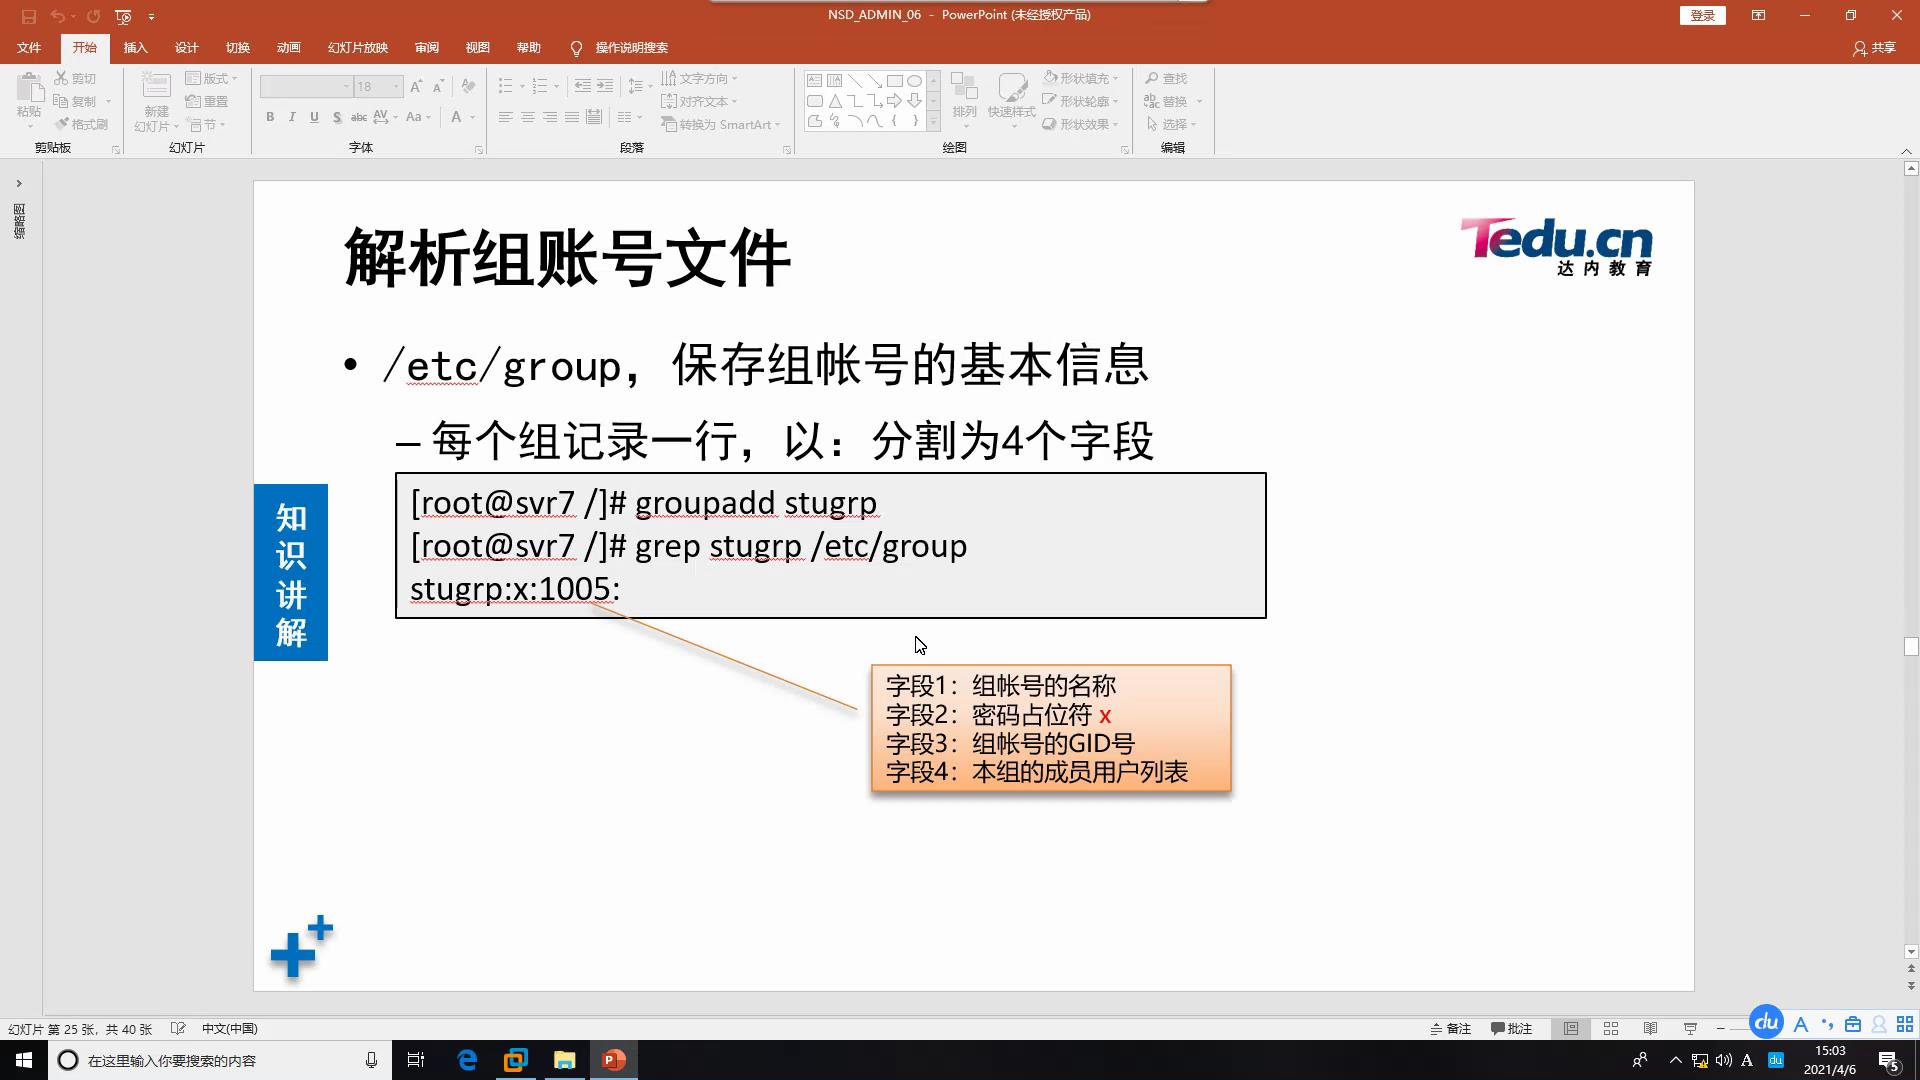 NSD_ADMIN_06 - PowerPoint (未经授权产品)
登录
文件 开始 插入 设计 切换 动画 幻灯片放映 审阅 视图 帮助 操作说明搜索 共享
粘贴 剪切 复制 格式刷
剪贴板
新建
幻灯片 版式 重置 节
幻灯片
18
B I U S abc AV Aa A
字体
文字方向
对齐文本
转换为 SmartArt
段落
排列 快速样式
形状填充
形状轮廓
形状效果
绘图
查找
替换
选择
编辑
缩略图
解析组账号文件
Tedu.cn
达内教育
• /etc/group，保存组帐号的基本信息
– 每个组记录一行，以：分割为4个字段
知识讲解
[root@svr7 /]# groupadd stugrp
[root@svr7 /]# grep stugrp /etc/group
stugrp:x:1005:
字段1：组帐号的名称
字段2：密码占位符 x
字段3：组帐号的GID号
字段4：本组的成员用户列表
幻灯片 第 25 张，共 40 张 中文(中国)
备注 批注
du A
在这里输入你要搜索的内容
A du
15:03
2021/4/6
5